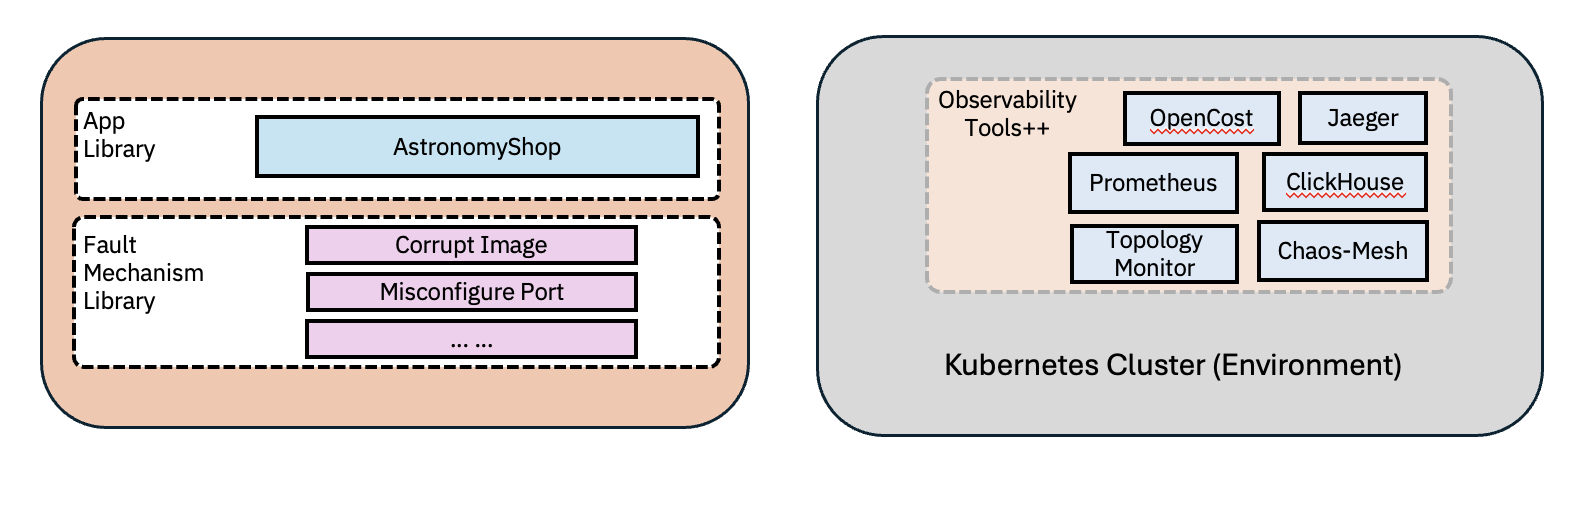 App
Library
AstronomyShop
Fault
Mechanism
Library
Corrupt Image
Misconfigure Port
... ...
Observability
Tools++
OpenCost
Jaeger
Prometheus
ClickHouse
Topology
Monitor
Chaos-Mesh
Kubernetes Cluster (Environment)